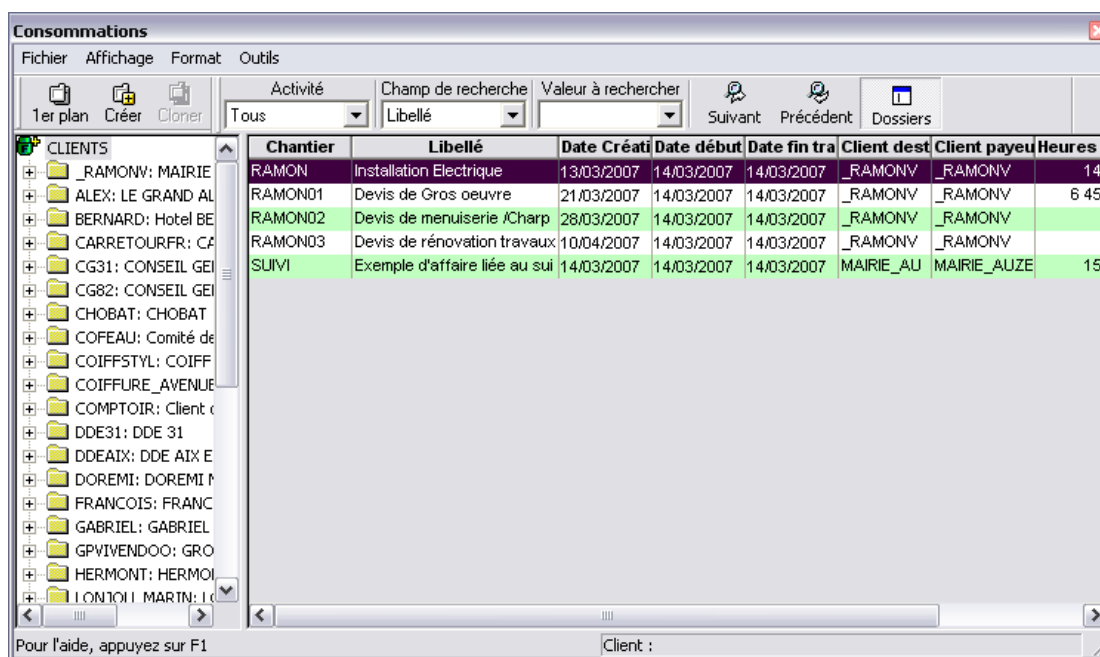 Consommations
Fichier Affichage Format Outils
Activité Champ de recherche Valeur à rechercher
1er plan Créer Cloner Tous Libellé Suivant Précédent Dossiers
CLIENTS
_RAMONV: MAIRIE
ALEX: LE GRAND AL
BERNARD: Hotel BE
CARRETOURFR: CA
CG31: CONSEIL GE
CG82: CONSEIL GE
CHOBAT: CHOBAT
COFEAU: Comité de
COIFFSTYL: COIFF
COIFFURE_AVENUE
COMPTOIR: Client
DDE31: DDE 31
DDEAIX: DDE AIX E
DOREMI: DOREMI
FRANCOIS: FRANC
GABRIEL: GABRIEL
GPVIVENDOO: GRO
HERMONT: HERMO
LONJOLI_MARTIN:
Chantier Libellé Date Créati Date début Date fin tra Client dest Client payeu Heures
RAMON Installation Electrique 13/03/2007 14/03/2007 14/03/2007 _RAMONV _RAMONV 14
RAMON01 Devis de Gros oeuvre 21/03/2007 14/03/2007 14/03/2007 _RAMONV _RAMONV 6 45
RAMON02 Devis de menuiserie /Charp 28/03/2007 14/03/2007 14/03/2007 _RAMONV _RAMONV
RAMON03 Devis de rénovation travaux 10/04/2007 14/03/2007 14/03/2007 _RAMONV _RAMONV
SUIVI Exemple d'affaire liée au sui 14/03/2007 14/03/2007 14/03/2007 MAIRIE_AU MAIRIE_AUZE 15
Pour l'aide, appuyez sur F1 Client :